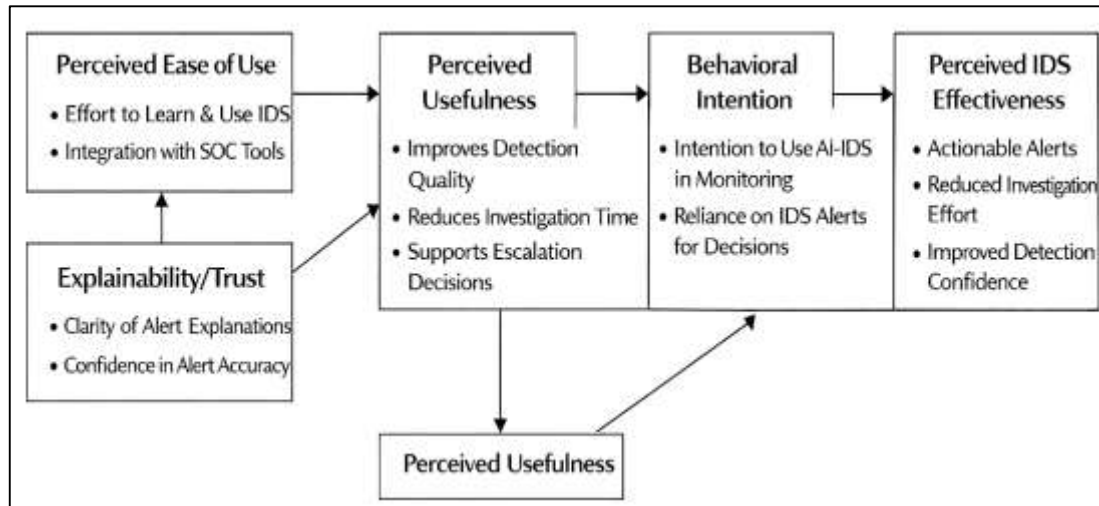 Perceived Ease of Use
• Effort to Learn & Use IDS
• Integration with SOC Tools
Explainability/Trust
• Clarity of Alert Explanations
• Confidence in Alert Accuracy
Perceived
Usefulness
• Improves Detection
Quality
• Reduces Investigation Time
• Supports Escalation
Decisions
Behavioral
Intention
• Intention to Use AI-IDS
in Monitoring
• Reliance on IDS Alerts
for Decisions
Perceived IDS
Effectiveness
• Actionable Alerts
• Reduced Investigation
Effort
• Improved Detection
Confidence
Perceived Usefulness